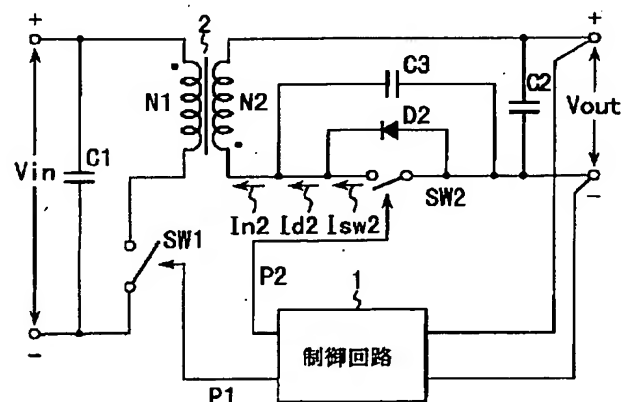 +
2
+
C3
N1
N2
C2
D2
Vin
C1
Vout
SW2
-
In2
Id2
Isw2
SW1
P2
1
-
制御回路
P1